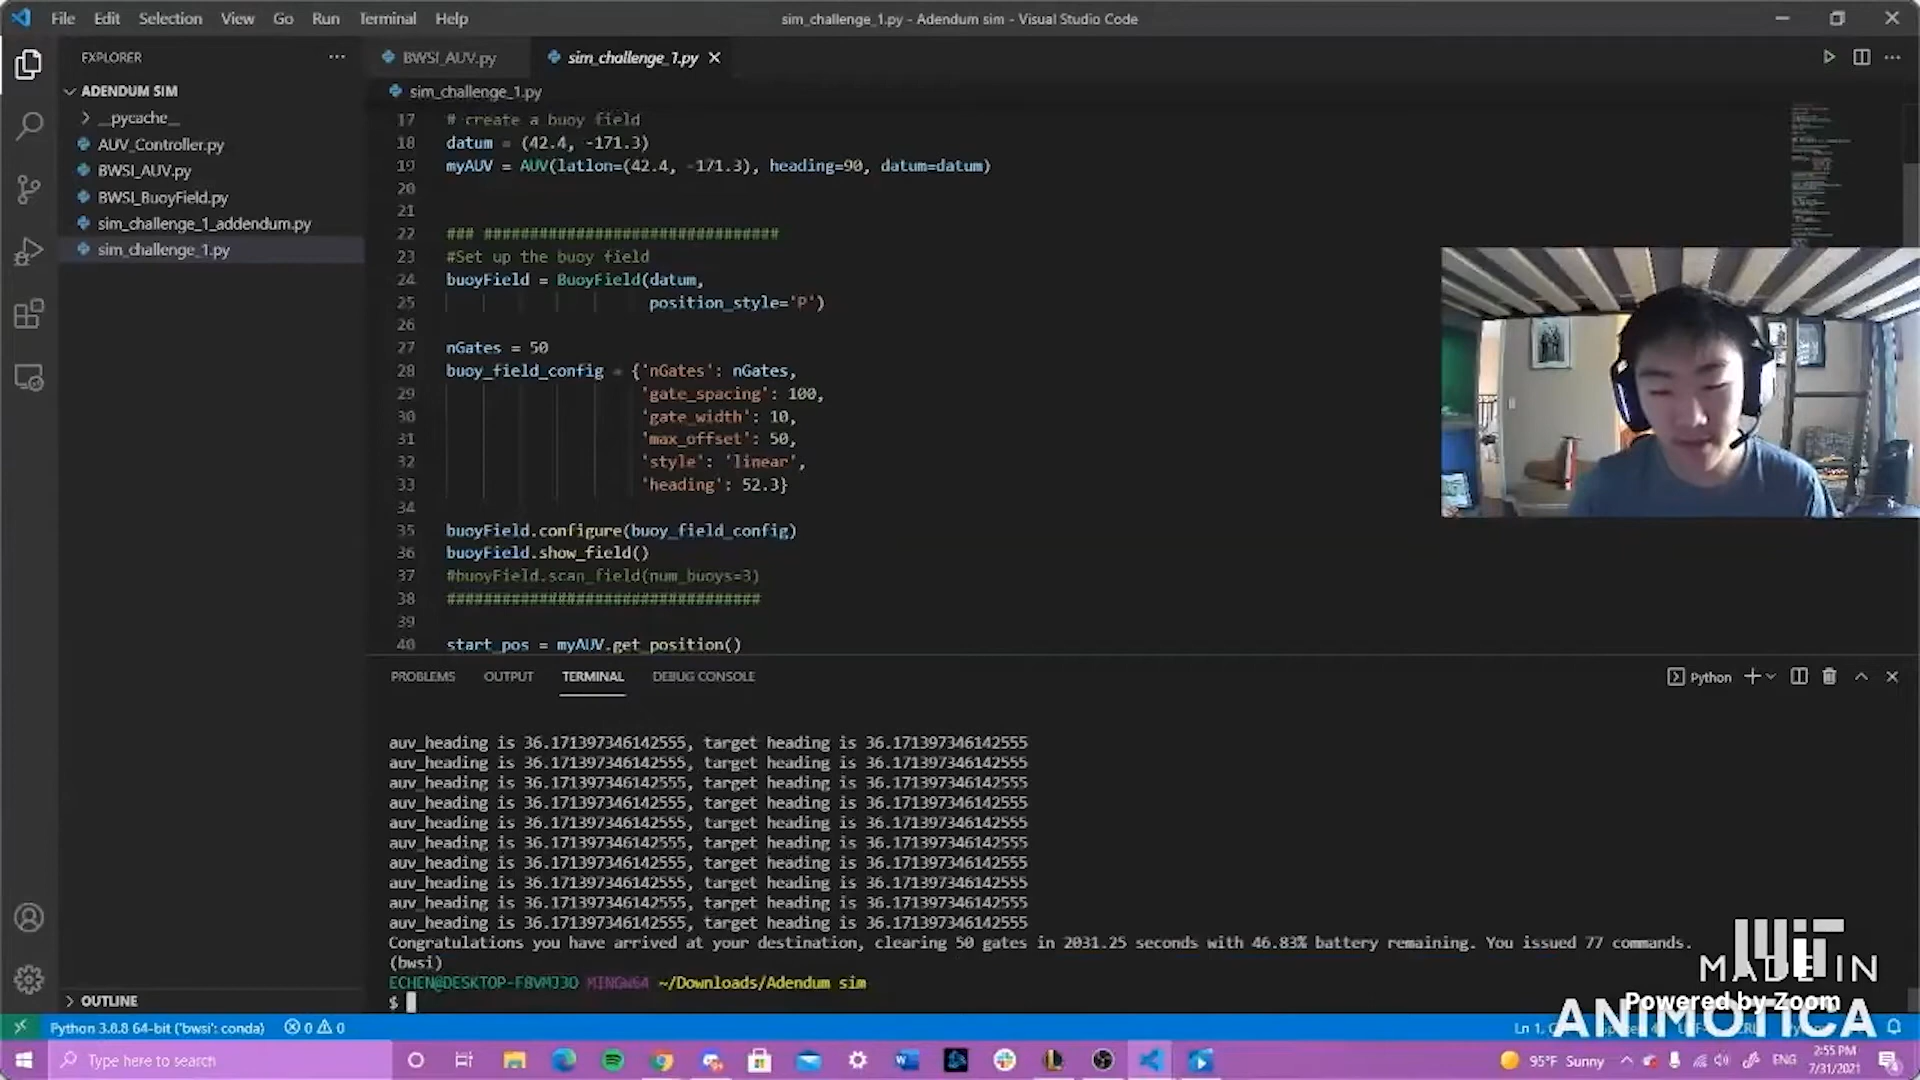 File Edit Selection View Go Run Terminal Help
sim_challenge_1.py - Adendum sim - Visual Studio Code
EXPLORER
ADENDUM SIM
__pycache__
AUV_Controller.py
BWSI_AUV.py
BWSI_BuoyField.py
sim_challenge_1_addendum.py
sim_challenge_1.py
OUTLINE
BWSI_AUV.py
sim_challenge_1.py
sim_challenge_1.py
17 # create a buoy field
18 datum = (42.4, -171.3)
19 myAUV = AUV(latlon=(42.4, -171.3), heading=90, datum=datum)
20
21
22 ### ################################
23 #Set up the buoy field
24 buoyField = BuoyField(datum,
25 position_style='P')
26
27 nGates = 50
28 buoy_field_config = {'nGates': nGates,
29 'gate_spacing': 100,
30 'gate_width': 10,
31 'max_offset': 50,
32 'style': 'linear',
33 'heading': 52.3}
34
35 buoyField.configure(buoy_field_config)
36 buoyField.show_field()
37 #buoyField.scan_field(num_buoys=3)
38 ##################################
39
40 start_pos = myAUV.get_position()
PROBLEMS OUTPUT TERMINAL DEBUG CONSOLE
Python
auv_heading is 36.171397346142555, target heading is 36.171397346142555
auv_heading is 36.171397346142555, target heading is 36.171397346142555
auv_heading is 36.171397346142555, target heading is 36.171397346142555
auv_heading is 36.171397346142555, target heading is 36.171397346142555
auv_heading is 36.171397346142555, target heading is 36.171397346142555
auv_heading is 36.171397346142555, target heading is 36.171397346142555
auv_heading is 36.171397346142555, target heading is 36.171397346142555
auv_heading is 36.171397346142555, target heading is 36.171397346142555
auv_heading is 36.171397346142555, target heading is 36.171397346142555
auv_heading is 36.171397346142555, target heading is 36.171397346142555
Congratulations you have arrived at your destination, clearing 50 gates in 2031.25 seconds with 46.83% battery remaining. You issued 77 commands.
(bwsi)
ECHEN@DESKTOP-F8VMJ3O MINGW64 ~/Downloads/Adendum sim
$
MADE IN
Powered by Zoom
ANIMOTICA
Python 3.8.8 64-bit ('bwsi': conda) 0 0
Type here to search
95°F Sunny
ENG
2:55 PM
7/31/2021